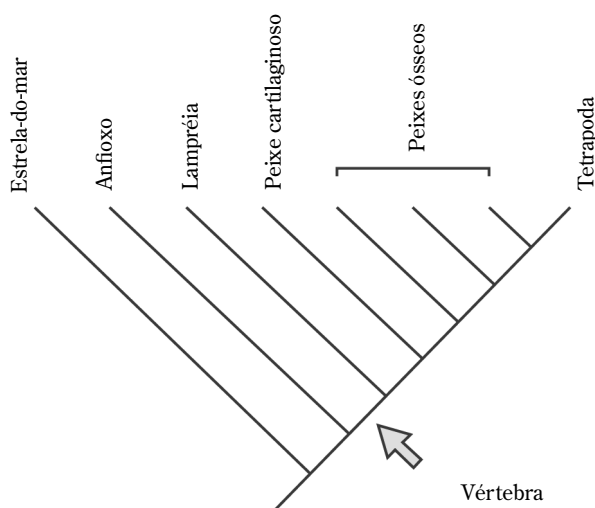 Estrela-do-mar
Anfioxo
Lampréia
Peixe cartilaginoso
Peixes ósseos
Tetrapoda
Vértebra